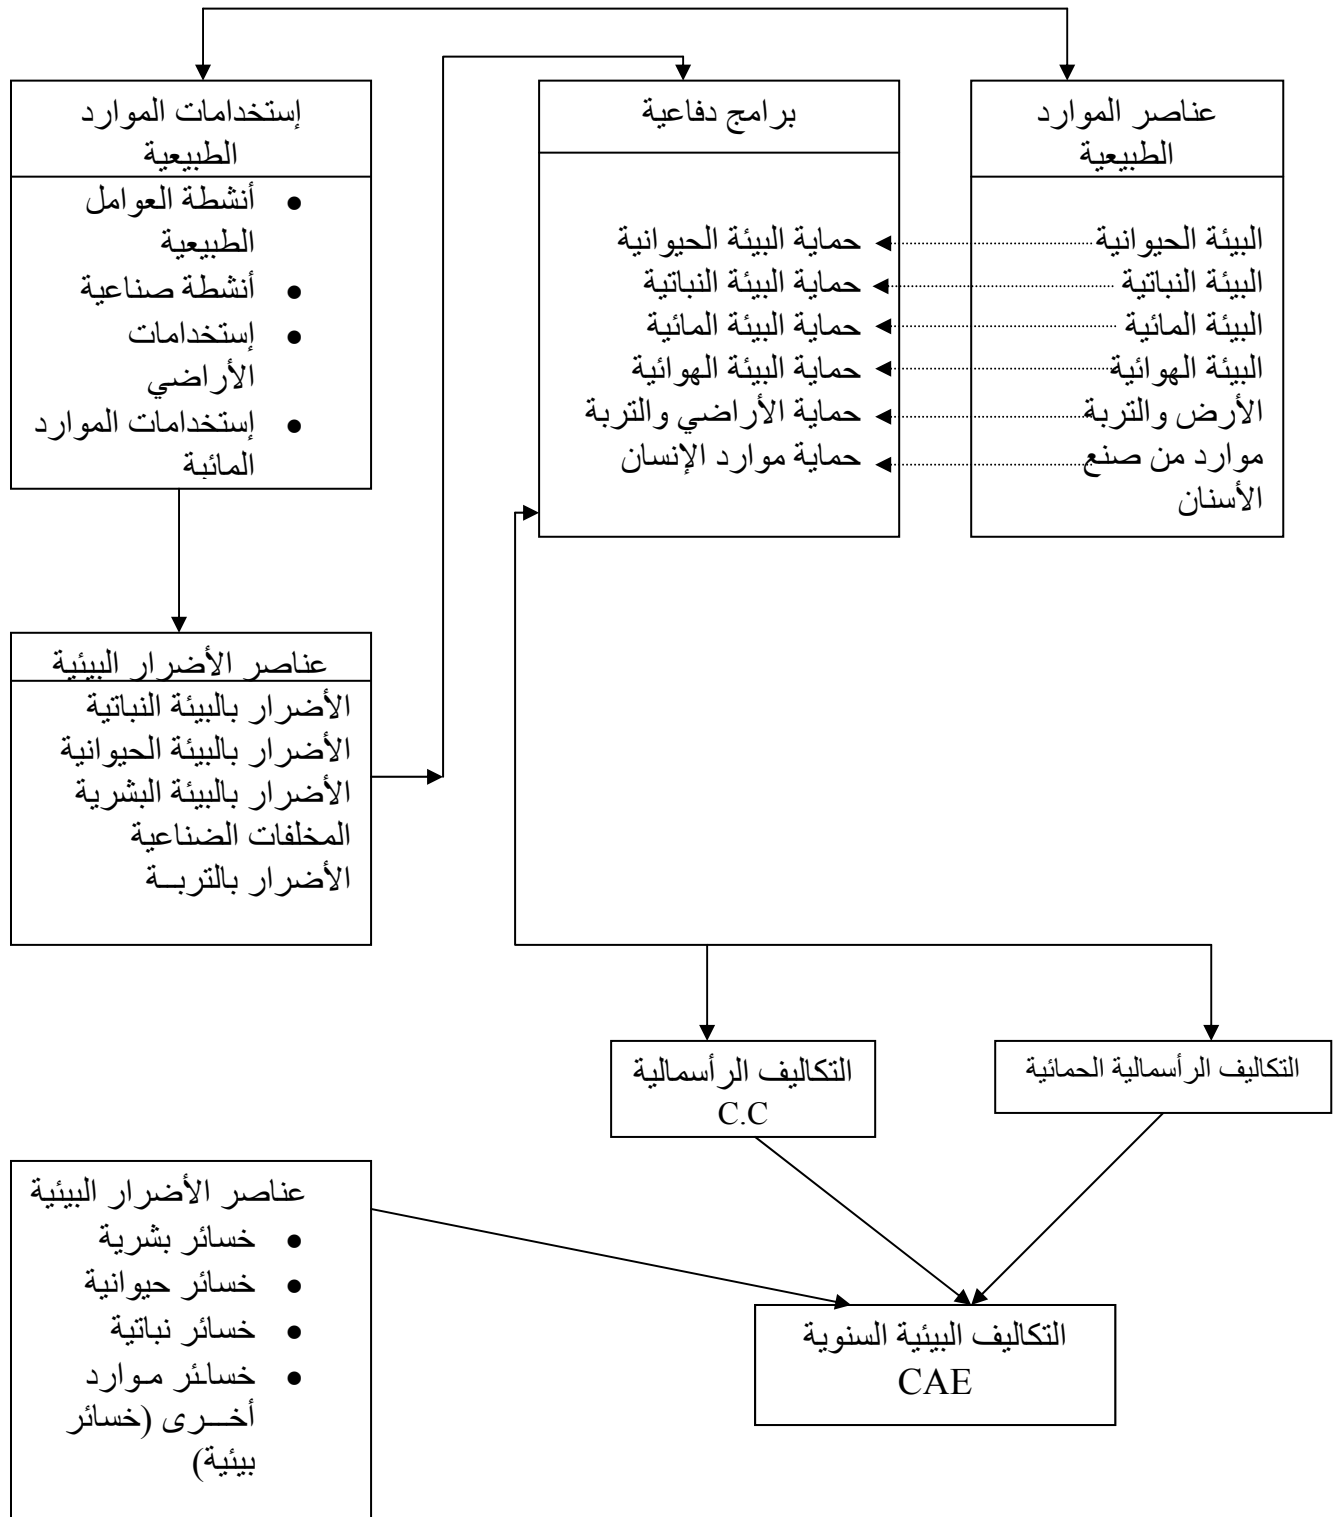 عناصر الموارد
الطبيعية
البيئة الحيوانية
البيئة النباتية
البيئة المائية
البيئة الهوائية
الأرض والتربة
موارد من صنع
الأسنان
برامج دفاعية
حماية البيئة الحيوانية
حماية البيئة النباتية
حماية البيئة المائية
حماية البيئة الهوائية
حماية الأراضي والتربة
حماية موارد الإنسان
إستخدامات الموارد
الطبيعية
• أنشطة العوامل
الطبيعية
• أنشطة صناعية
• إستخدامات
الأراضي
• إستخدامات الموارد
المائية
عناصر الأضرار البيئية
الأضرار بالبيئة النباتية
الأضرار بالبيئة الحيوانية
الأضرار بالبيئة البشرية
المخلفات الضناعية
الأضرار بالتربــة
التكاليف الرأسمالية الحمائية
التكاليف الرأسمالية
C.C
عناصر الأضرار البيئية
• خسائر بشرية
• خسائر حيوانية
• خسائر نباتية
• خسائر موارد
أخــرى (خسائر
بيئية)
التكاليف البيئية السنوية
CAE